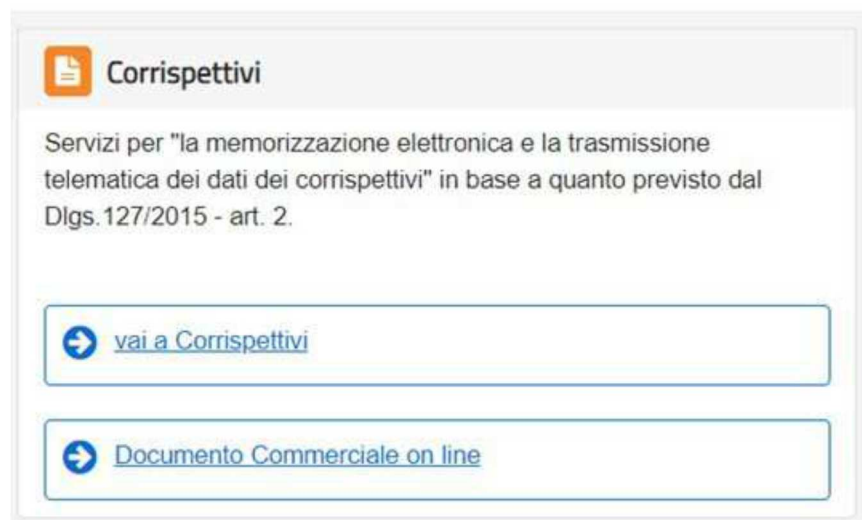 Corrispettivi
Servizi per "la memorizzazione elettronica e la trasmissione
telematica dei dati dei corrispettivi" in base a quanto previsto dal
Dlgs.127/2015 - art. 2.
vai a Corrispettivi
Documento Commerciale on line